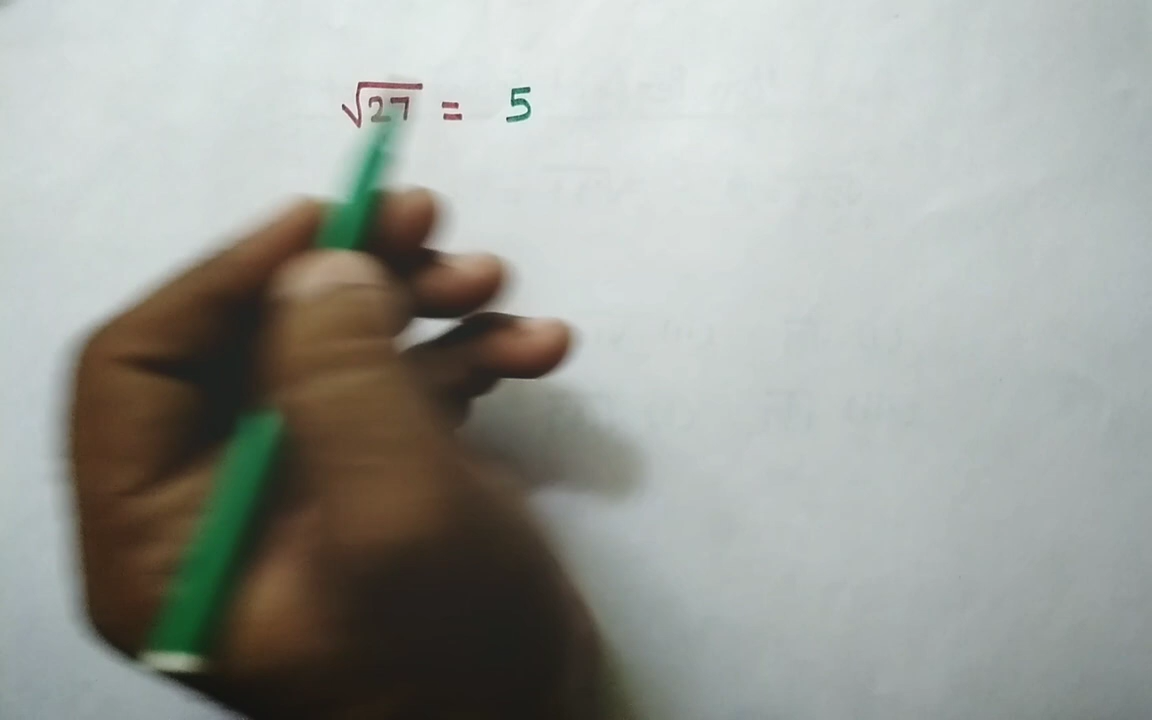 √27 = 5